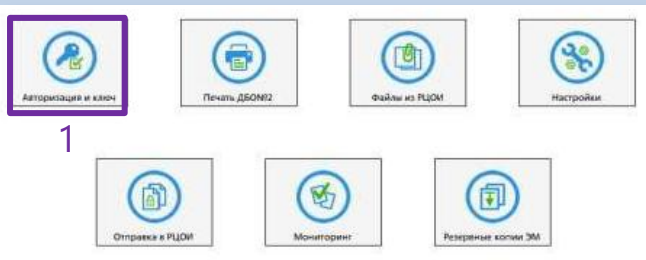 Авторизация и ключ
Печать ДБО№2
Файлы из РЦОИ
Настройки
1
Отправка в РЦОИ
Мониторинг
Резервные копии ЭМ